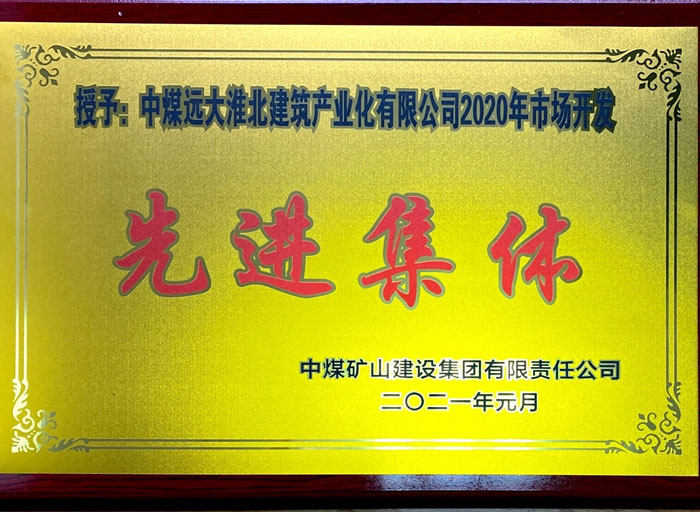 授予：中煤远大淮北建筑产业化有限公司2020年市场开发
先进集体
中煤矿山建设集团有限责任公司
二〇二一年元月